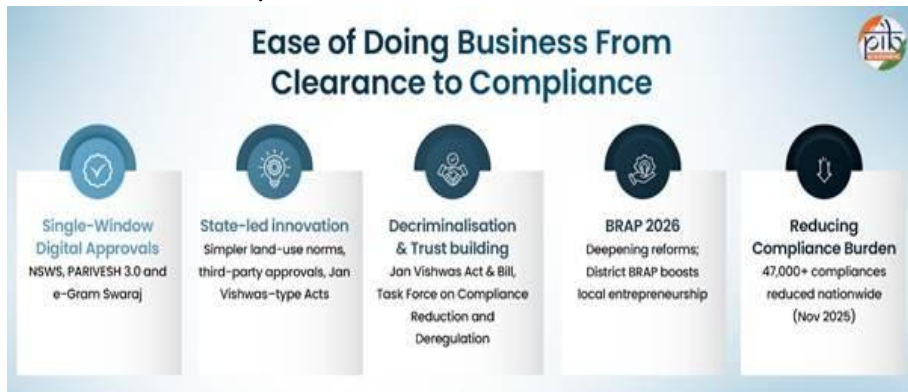 Ease of Doing Business From
Clearance to Compliance
pib
Single-Window
Digital Approvals
NSWS, PARIVESH 3.0 and
e-Gram Swaraj
State-led innovation
Simpler land-use norms,
third-party approvals, Jan
Vishwas-type Acts
Decriminalisation
& Trust building
Jan Vishwas Act & Bill,
Task Force on Compliance
Reduction and
Deregulation
BRAP 2026
Deepening reforms;
District BRAP boosts
local entrepreneurship
Reducing
Compliance Burden
47,000+ compliances
reduced nationwide
(Nov 2025)